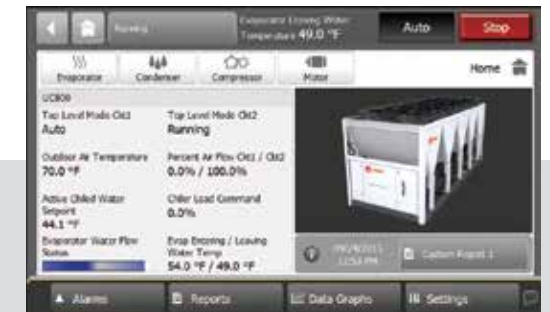 Running
Evaporator Leaving Water
Temperature 49.0 °F
Auto
Stop
Evaporator
Condenser
Compressor
Motor
Home
UC800
Top Level Mode Ckt1
Auto
Top Level Mode Ckt2
Running
Outdoor Air Temperature
70.0 °F
Percent Air Flow Ckt1 / Ckt2
0.0% / 100.0%
Active Chilled Water
Setpoint
44.1 °F
Chiller Load Command
0.0%
Evaporator Water Flow
Status
Evap Entering / Leaving
Water Temp
54.0 °F / 49.0 °F
Custom Report 1
Alarms
Reports
Data Graphs
Settings